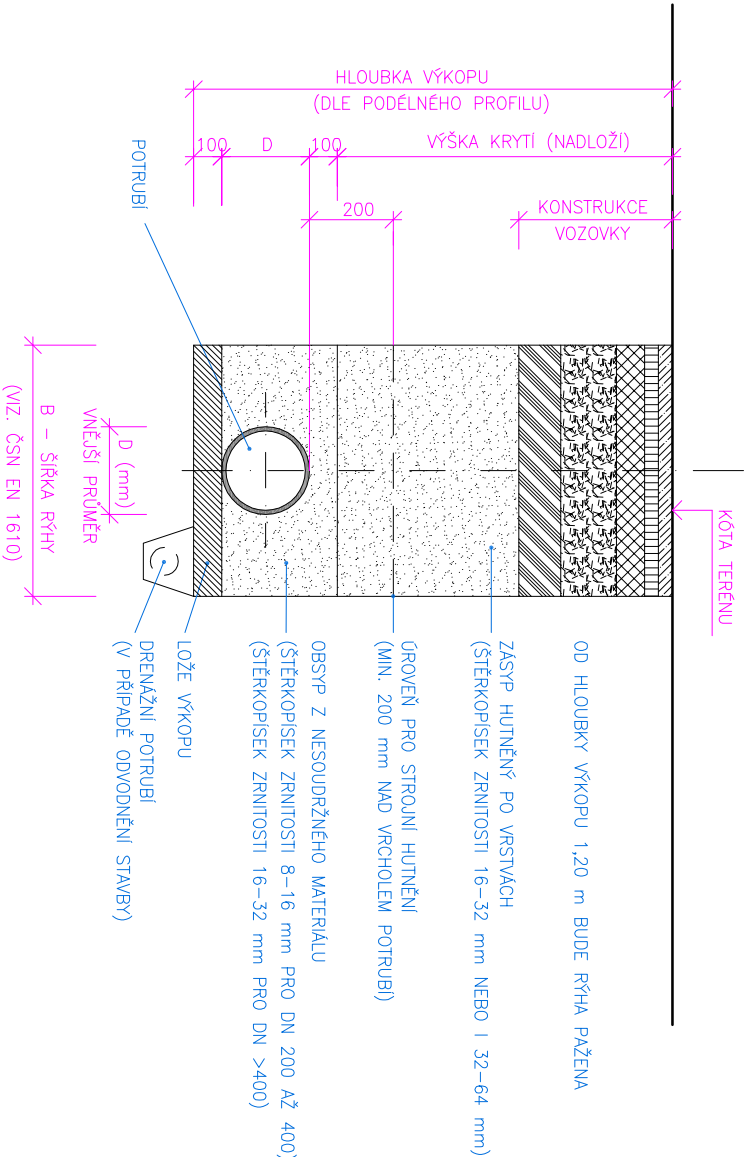 HLOUBKA VÝKOPU
(DLE PODÉLNÉHO PROFILU)
100
D
100
VÝŠKA KRYTÍ (NADLOŽÍ)
200
KONSTRUKCE
VOZOVKY
POTRUBÍ
KÓTA TERÉNU
OD HLOUBKY VÝKOPU 1,20 m BUDE RÝHA PAŽENA
ZÁSYP HUTNĚNÝ PO VRSTVÁCH
(ŠTĚRKOPÍSEK ZRNITOSTI 16-32 mm NEBO I 32-64 mm)
ÚROVEŇ PRO STROJNÍ HUTNĚNÍ
(MIN. 200 mm NAD VRCHOLEM POTRUBÍ)
OBSYP Z NESOUDRŽNÉHO MATERIÁLU
(ŠTĚRKOPÍSEK ZRNITOSTI 8-16 mm PRO DN 200 AŽ 400)
(ŠTĚRKOPÍSEK ZRNITOSTI 16-32 mm PRO DN >400)
LOŽE VÝKOPU
DRENÁŽNÍ POTRUBÍ
(V PŘÍPADĚ ODVODNĚNÍ STAVBY)
D (mm)
VNĚJŠÍ PRŮMĚR
B - ŠÍŘKA RÝHY
(VIZ. ČSN EN 1610)